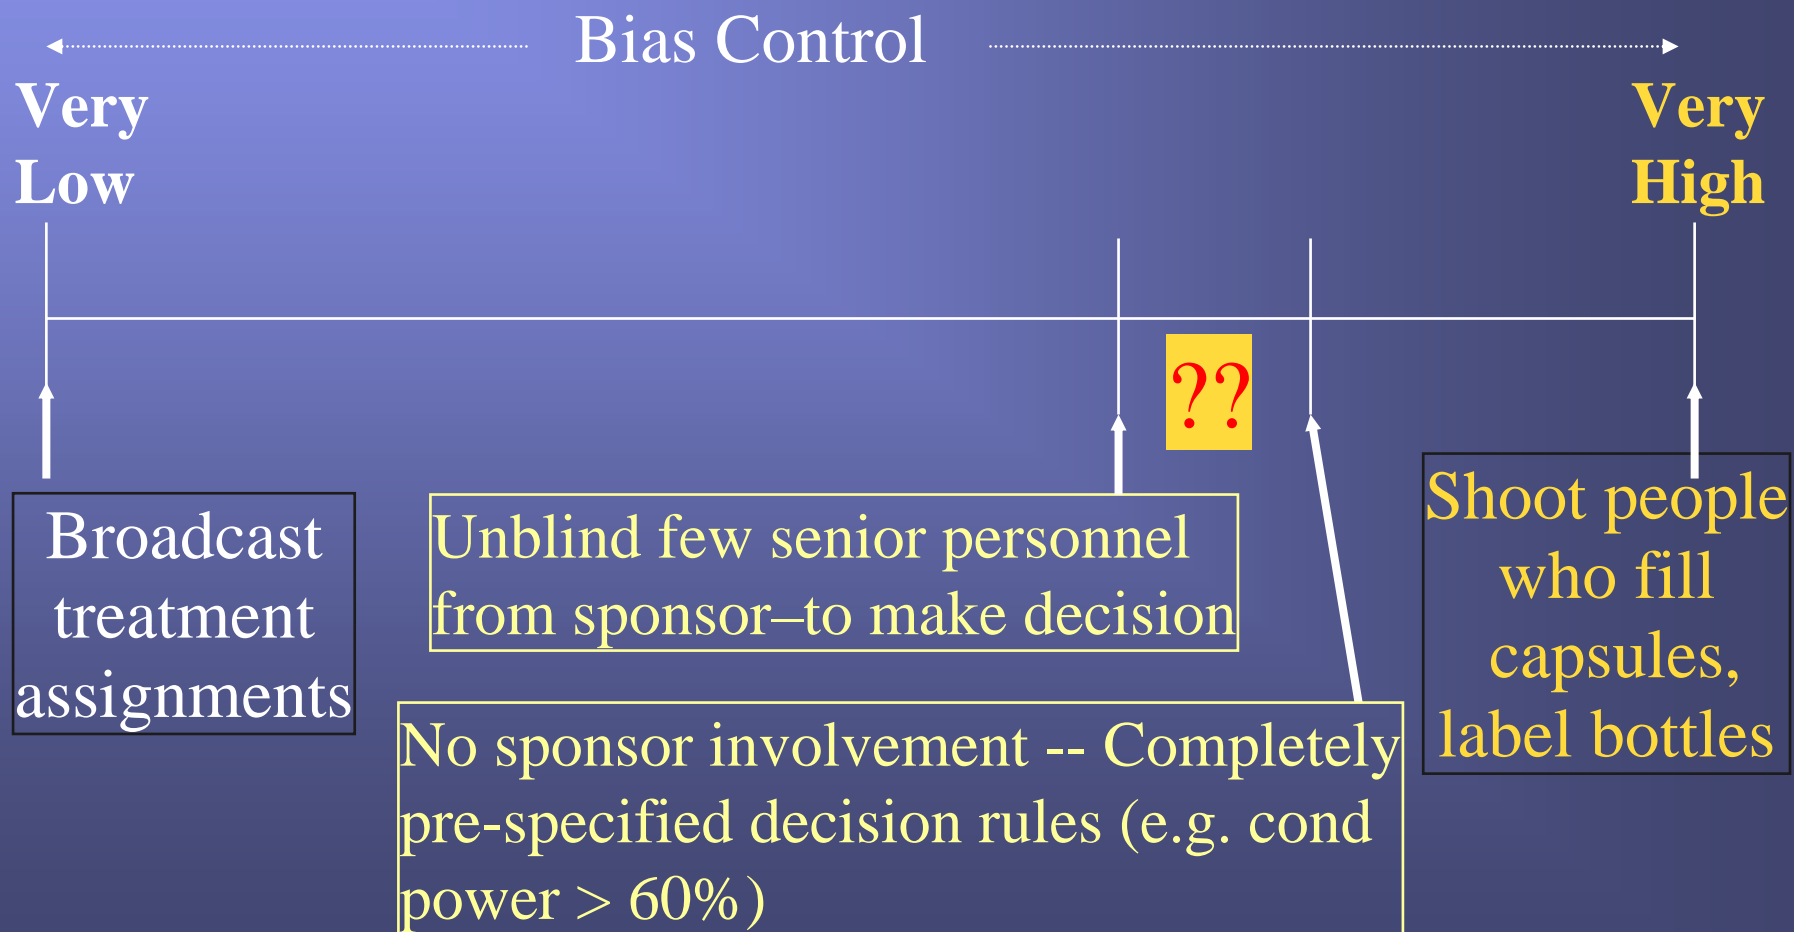 Bias Control
Very
Low
Very
High
??
Broadcast
treatment
assignments
Unblind few senior personnel
from sponsor–to make decision
No sponsor involvement -- Completely
pre-specified decision rules (e.g. cond
power > 60%)
Shoot people
who fill
capsules,
label bottles